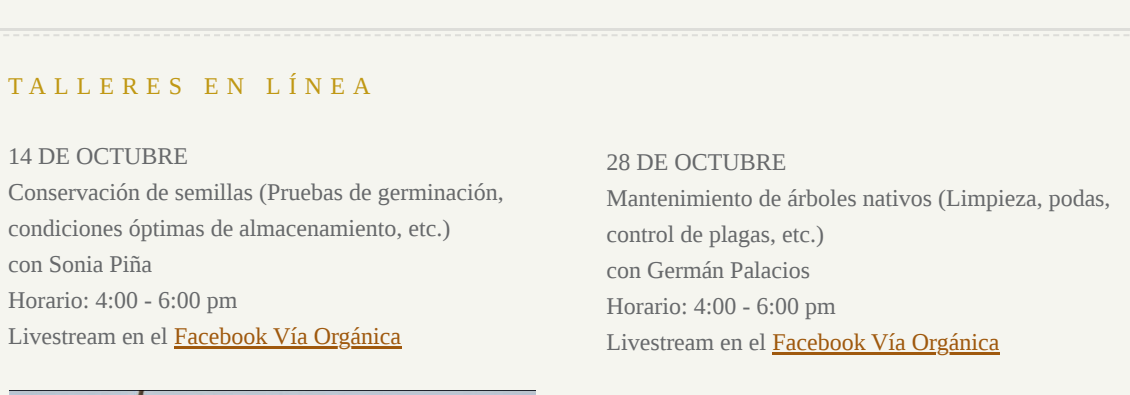 TALLERES EN LÍNEA
14 DE OCTUBRE
Conservación de semillas (Pruebas de germinación,
condiciones óptimas de almacenamiento, etc.)
con Sonia Piña
Horario: 4:00 - 6:00 pm
Livestream en el Facebook Vía Orgánica
28 DE OCTUBRE
Mantenimiento de árboles nativos (Limpieza, podas,
control de plagas, etc.)
con Germán Palacios
Horario: 4:00 - 6:00 pm
Livestream en el Facebook Vía Orgánica